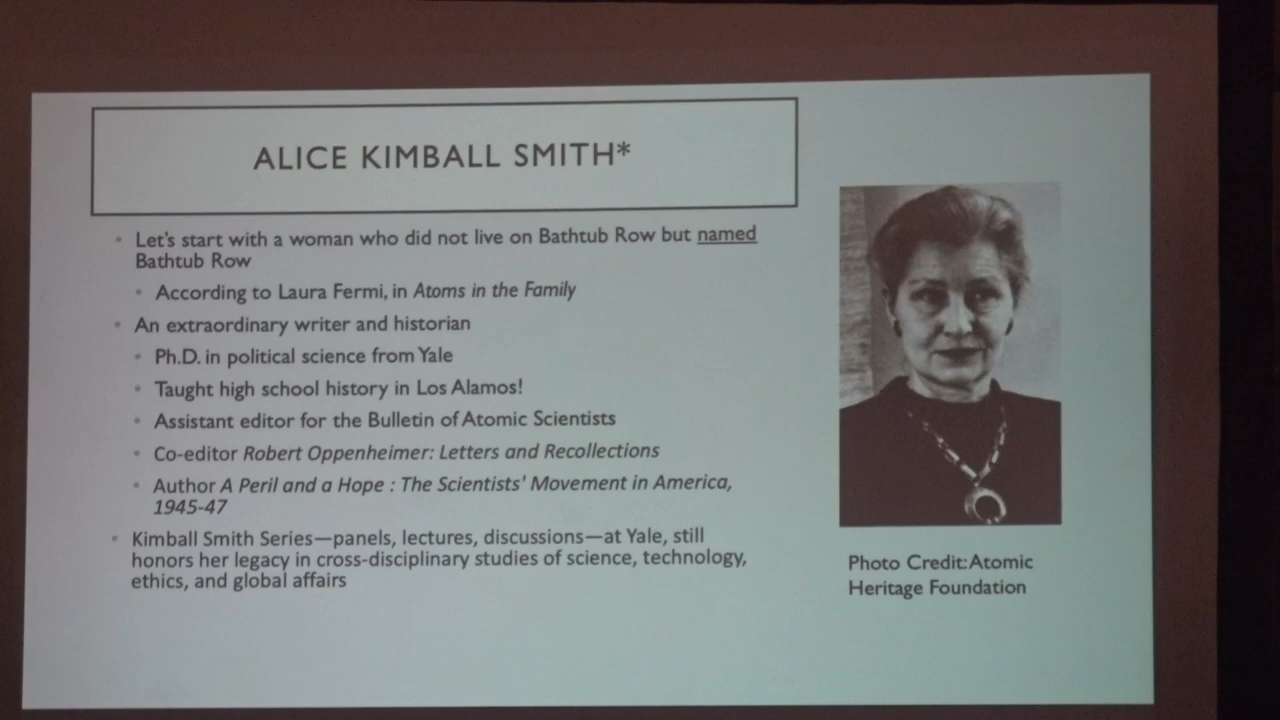 ALICE KIMBALL SMITH*
• Let's start with a woman who did not live on Bathtub Row but named
Bathtub Row
• According to Laura Fermi, in Atoms in the Family
• An extraordinary writer and historian
• Ph.D. in political science from Yale
• Taught high school history in Los Alamos!
• Assistant editor for the Bulletin of Atomic Scientists
• Co-editor Robert Oppenheimer: Letters and Recollections
• Author A Peril and a Hope : The Scientists' Movement in America,
1945-47
• Kimball Smith Series—panels, lectures, discussions—at Yale, still
honors her legacy in cross-disciplinary studies of science, technology,
ethics, and global affairs
Photo Credit: Atomic
Heritage Foundation